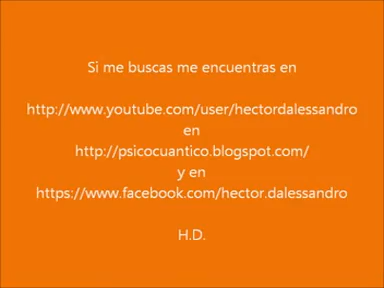 Si me buscas me encuentras en
http://www.youtube.com/user/hectordalessandro
en
http://psicocuantico.blogspot.com/
y en
https://www.facebook.com/hector.dalessandro
H.D.